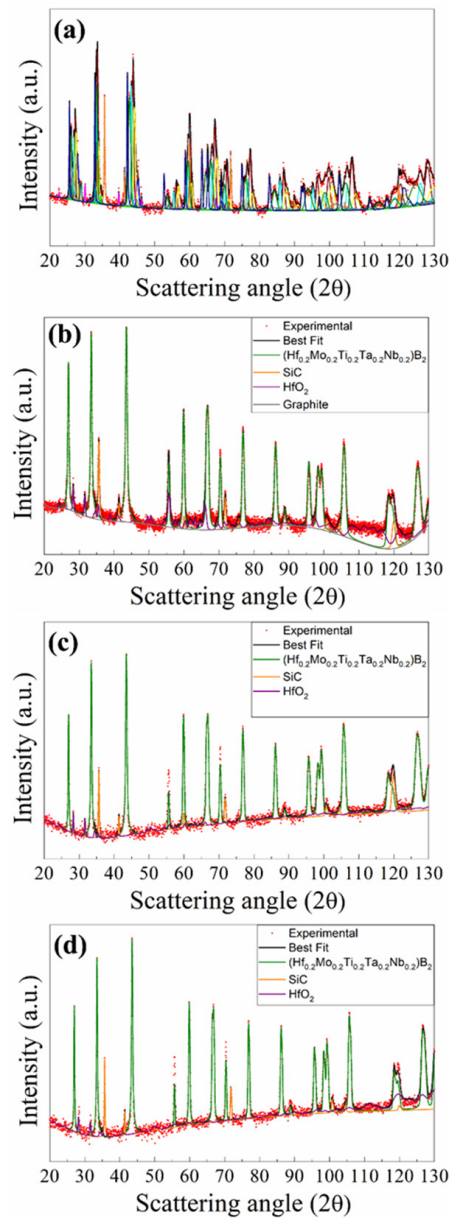 (a)
Intensity (a.u.)
20 30 40 50 60 70 80 90 100 110 120 130
Scattering angle (2θ)
(b)
Experimental
Best Fit
(Hf0.2Mo0.2Ti0.2Ta0.2Nb0.2)B2
SiC
HfO2
Graphite
Intensity (a.u.)
20 30 40 50 60 70 80 90 100 110 120 130
Scattering angle (2θ)
(c)
Experimental
Best Fit
(Hf0.2Mo0.2Ti0.2Ta0.2Nb0.2)B2
SiC
HfO2
Intensity (a.u.)
20 30 40 50 60 70 80 90 100 110 120 130
Scattering angle (2θ)
(d)
Experimental
Best Fit
(Hf0.2Mo0.2Ti0.2Ta0.2Nb0.2)B2
SiC
HfO2
Intensity (a.u.)
20 30 40 50 60 70 80 90 100 110 120 130
Scattering angle (2θ)